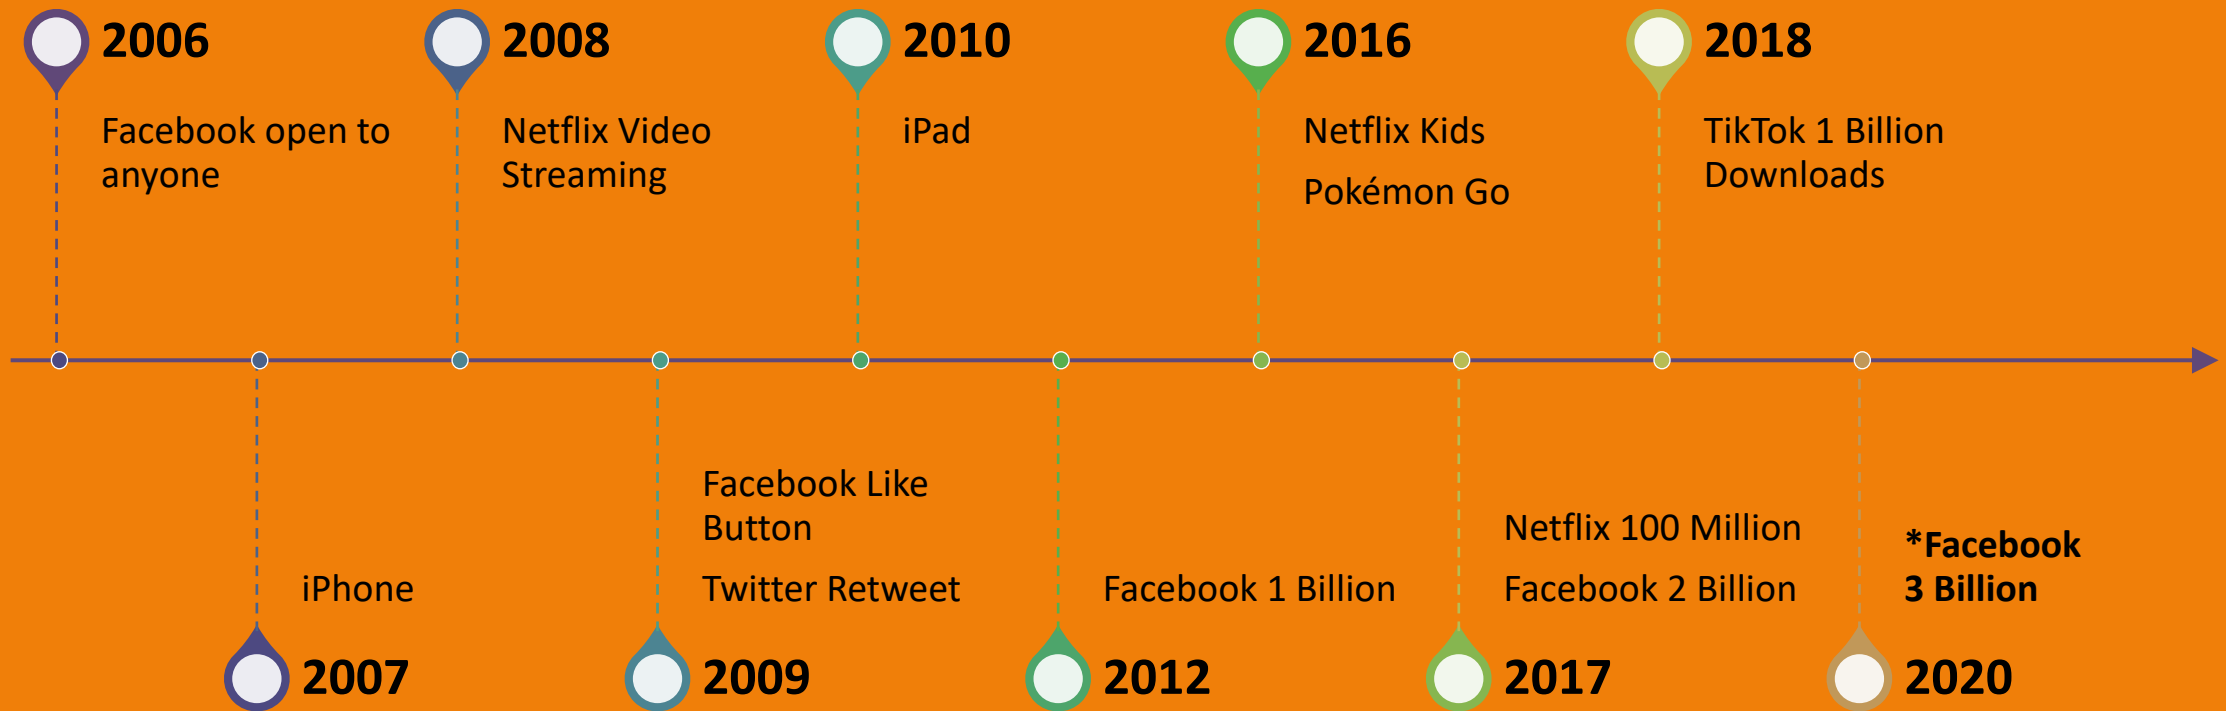 2006
Facebook open to
anyone
2008
Netflix Video
Streaming
2010
iPad
2016
Netflix Kids
Pokémon Go
2018
TikTok 1 Billion
Downloads
iPhone
2007
Facebook Like
Button
Twitter Retweet
2009
Facebook 1 Billion
2012
Netflix 100 Million
Facebook 2 Billion
2017
*Facebook
3 Billion
2020